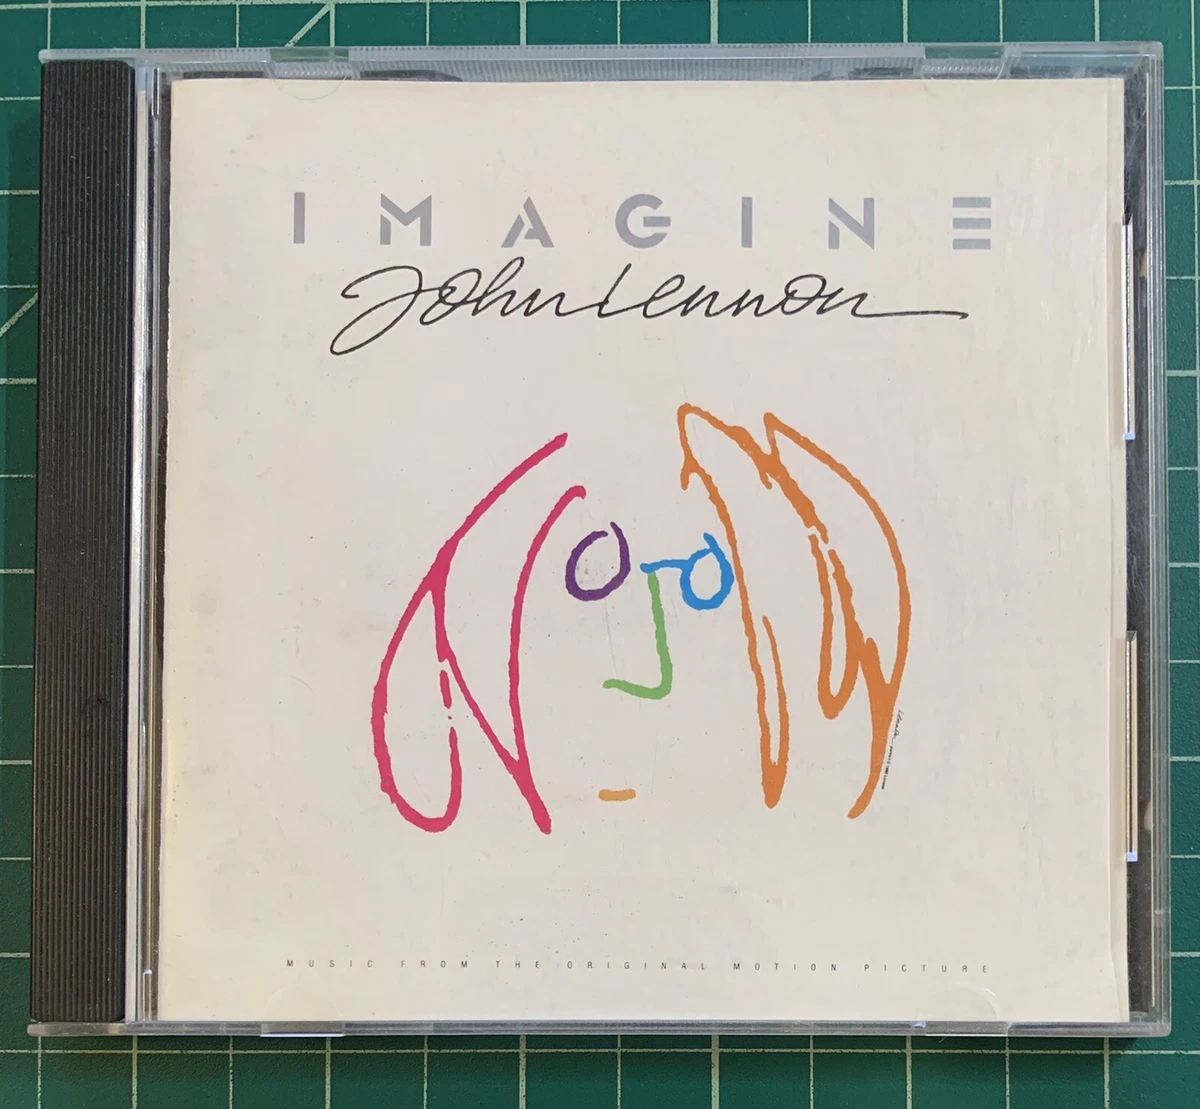 IMAGINE
John Lennon
MUSIC FROM THE ORIGINAL MOTION PICTURE